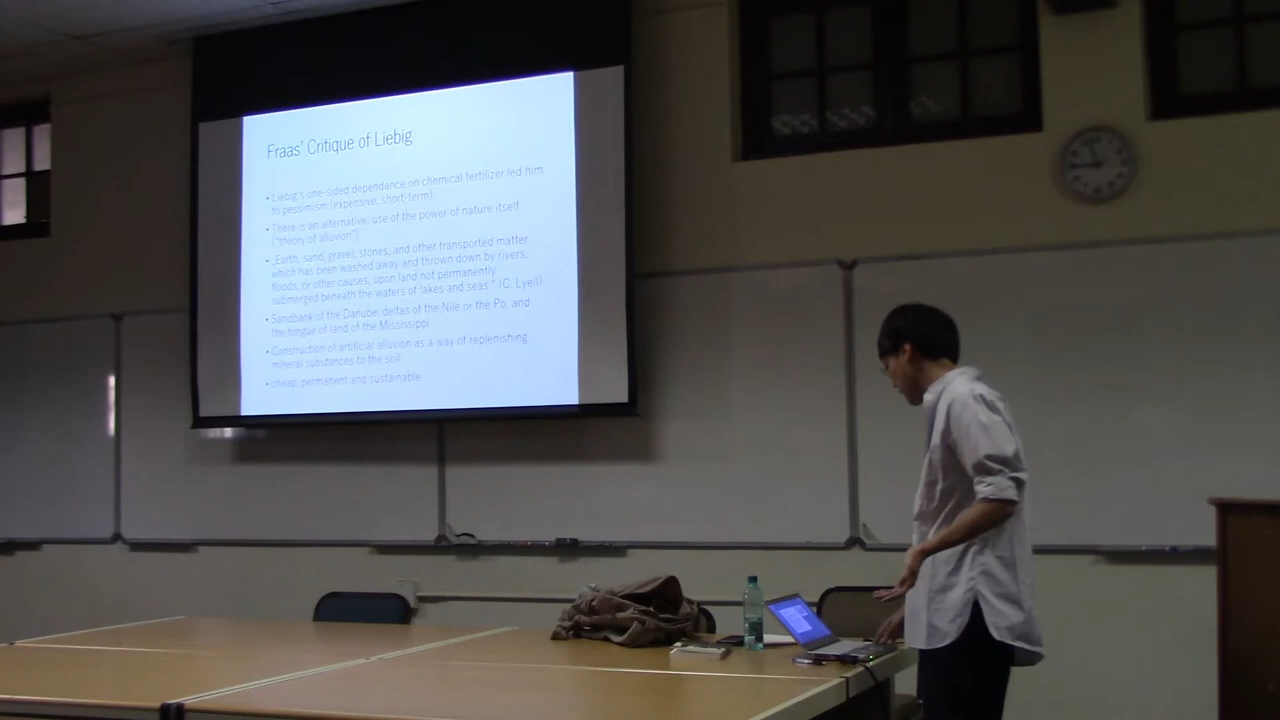 Fraas' Critique of Liebig
• Liebig's one-sided dependance on chemical fertilizer led him
to pessimism (expensive, short-term)
• There is an alternative: use of the power of nature itself
("theory of alluvion")
• „Earth, sand, gravel, stones, and other transported matter
which has been washed away and thrown down by rivers,
floods, or other causes, upon land not permanently
submerged beneath the waters of lakes and seas." (C. Lyell)
• Sandbank of the Danube, deltas of the Nile or the Po, and
the tongue of land of the Mississippi
• Construction of artificial alluvion as a way of replenishing
mineral substances to the soil
• cheap, permanent and sustainable